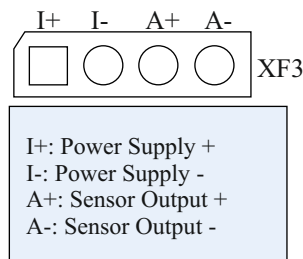 I+ I- A+ A-
XF3
I+: Power Supply +
I-: Power Supply -
A+: Sensor Output +
A-: Sensor Output -